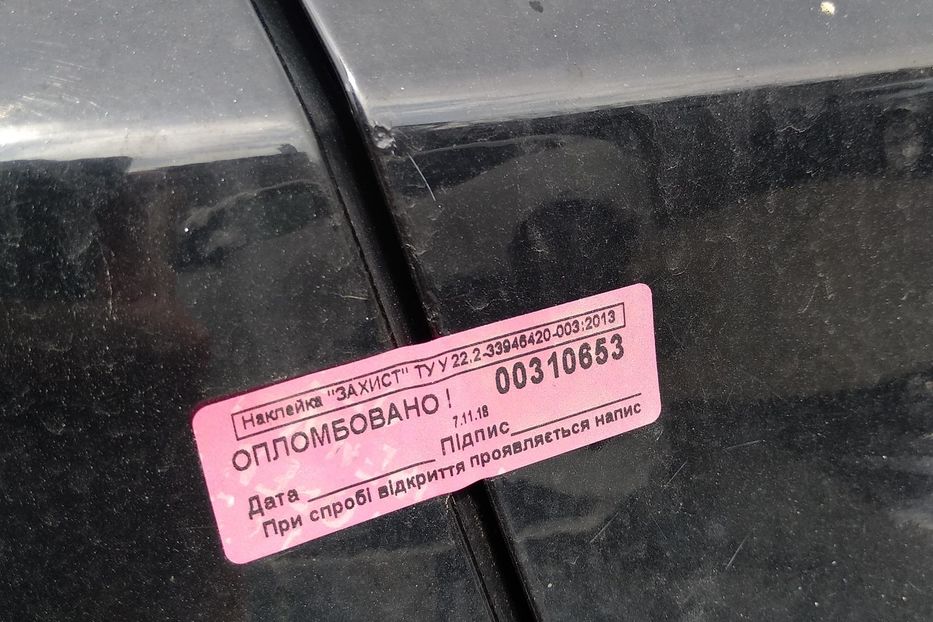 Наклейка "ЗАХИСТ" ТУ У 22.2-33946420-003:2013
ОПЛОМБОВАНО ! 00310653
7.11.18
Дата Підпис
При спробі відкриття проявляється напис